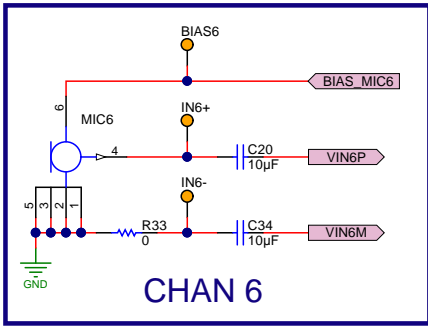 BIAS6
BIAS_MIC6
6
MIC6
IN6+
4
C20
10µF
VIN6P
IN6-
5
3
2
1
R33
0
C34
10µF
VIN6M
GND
CHAN 6